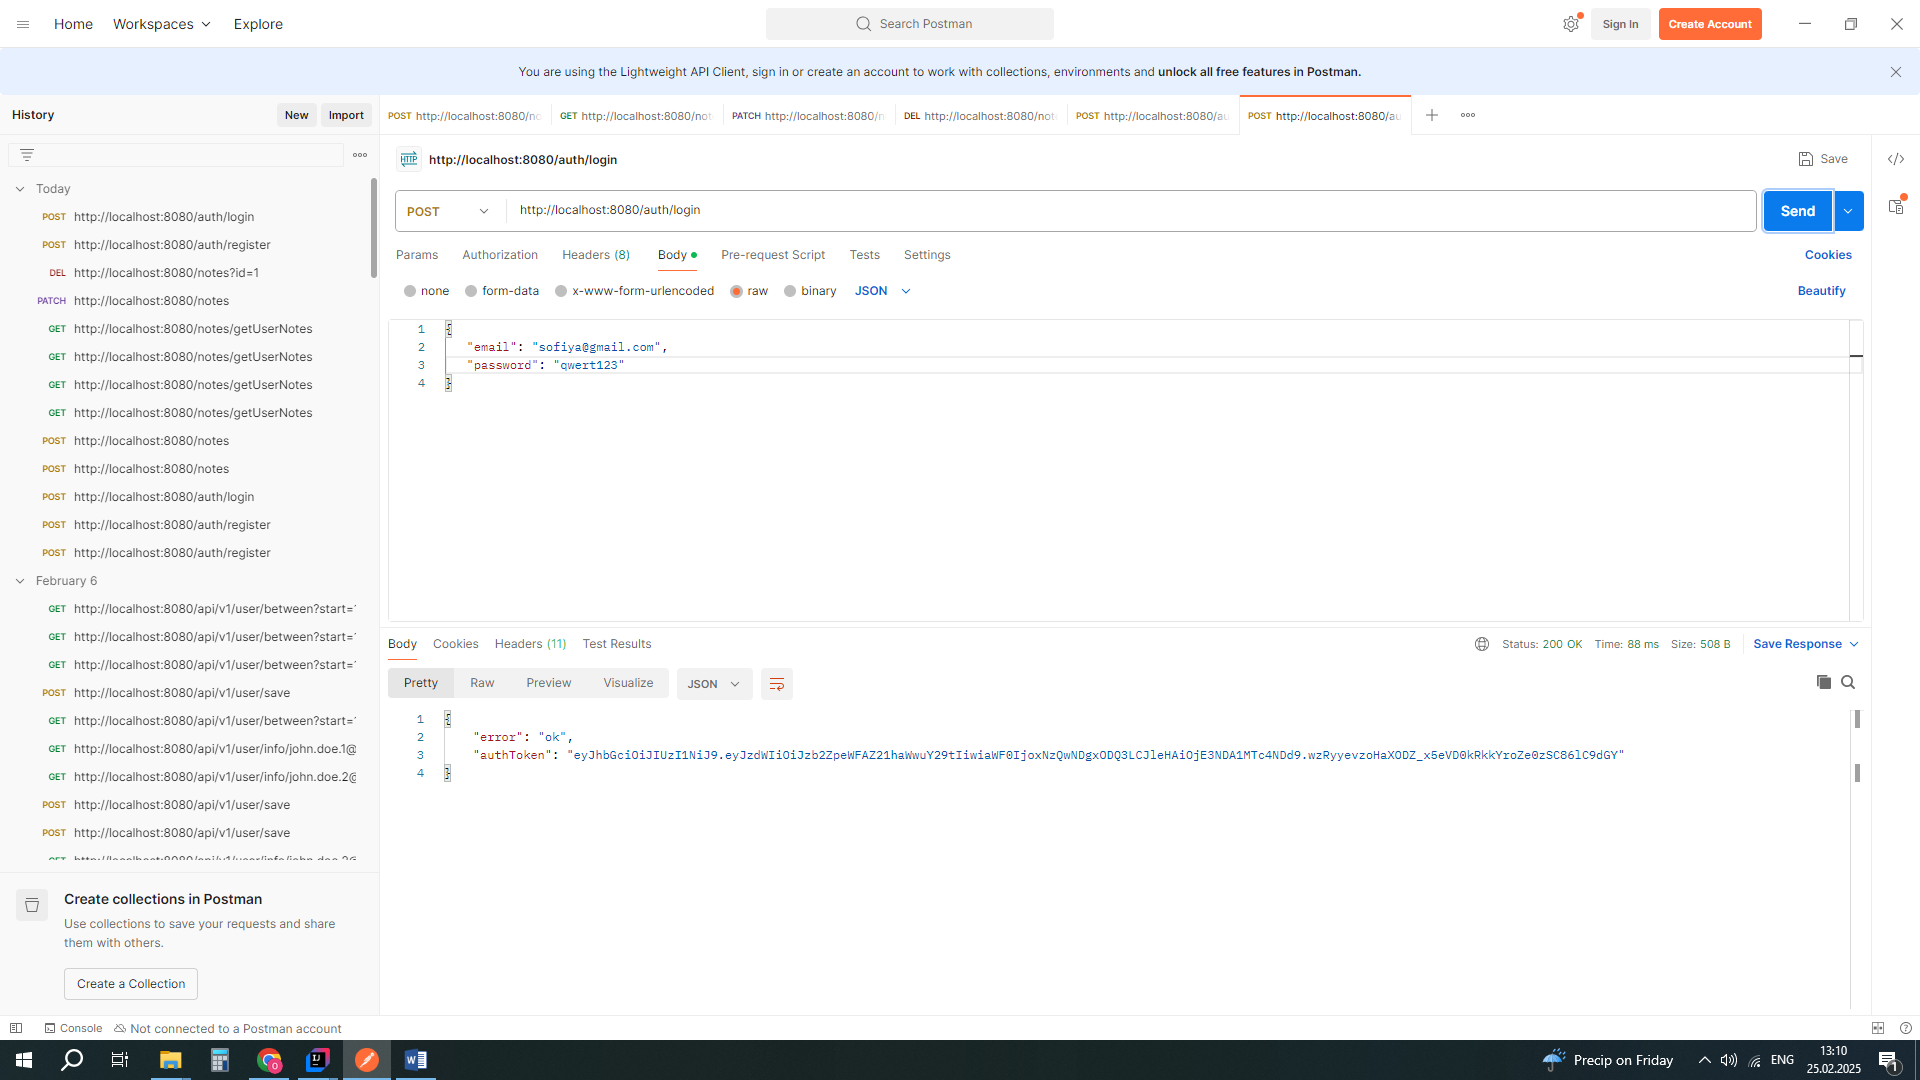 Home Workspaces Explore
Search Postman
Sign In Create Account
You are using the Lightweight API Client, sign in or create an account to work with collections, environments and unlock all free features in Postman.
History New Import
POST http://localhost:8080/no GET http://localhost:8080/not PATCH http://localhost:8080/n DEL http://localhost:8080/not POST http://localhost:8080/au POST http://localhost:8080/au
HTTP http://localhost:8080/auth/login Save
POST http://localhost:8080/auth/login Send
Params Authorization Headers (8) Body Pre-request Script Tests Settings Cookies
none form-data x-www-form-urlencoded raw binary JSON Beautify
1 {
2 "email": "sofiya@gmail.com",
3 "password": "qwert123"
4 }
Today
POST http://localhost:8080/auth/login
POST http://localhost:8080/auth/register
DEL http://localhost:8080/notes?id=1
PATCH http://localhost:8080/notes
GET http://localhost:8080/notes/getUserNotes
GET http://localhost:8080/notes/getUserNotes
GET http://localhost:8080/notes/getUserNotes
GET http://localhost:8080/notes/getUserNotes
POST http://localhost:8080/notes
POST http://localhost:8080/notes
POST http://localhost:8080/auth/login
POST http://localhost:8080/auth/register
POST http://localhost:8080/auth/register
February 6
GET http://localhost:8080/api/v1/user/between?start=
GET http://localhost:8080/api/v1/user/between?start=
GET http://localhost:8080/api/v1/user/between?start=
POST http://localhost:8080/api/v1/user/save
GET http://localhost:8080/api/v1/user/between?start=
GET http://localhost:8080/api/v1/user/info/john.doe.1@
GET http://localhost:8080/api/v1/user/info/john.doe.2@
POST http://localhost:8080/api/v1/user/save
POST http://localhost:8080/api/v1/user/save
GET http://localhost:8080/api/v1/user/info/john.doe.2@
Create collections in Postman
Use collections to save your requests and share
them with others.
Create a Collection
Body Cookies Headers (11) Test Results Status: 200 OK Time: 88 ms Size: 508 B Save Response
Pretty Raw Preview Visualize JSON
1 {
2 "error": "ok",
3 "authToken": "eyJhbGciOiJIUzI1NiJ9.eyJzdWIiOiJzb2ZpeWFAZ21haWwuY29tIiwiaWF0IjoxNzQwNDgxODQ3LCJleHAiOjE3NDA1MTc4NDd9.wzRyyevzoHaXODZ_x5eVD0kRkkYroZe0zSC86lC9dGY"
4 }
Console Not connected to a Postman account
Precip on Friday ENG 13:10
25.02.2025
1